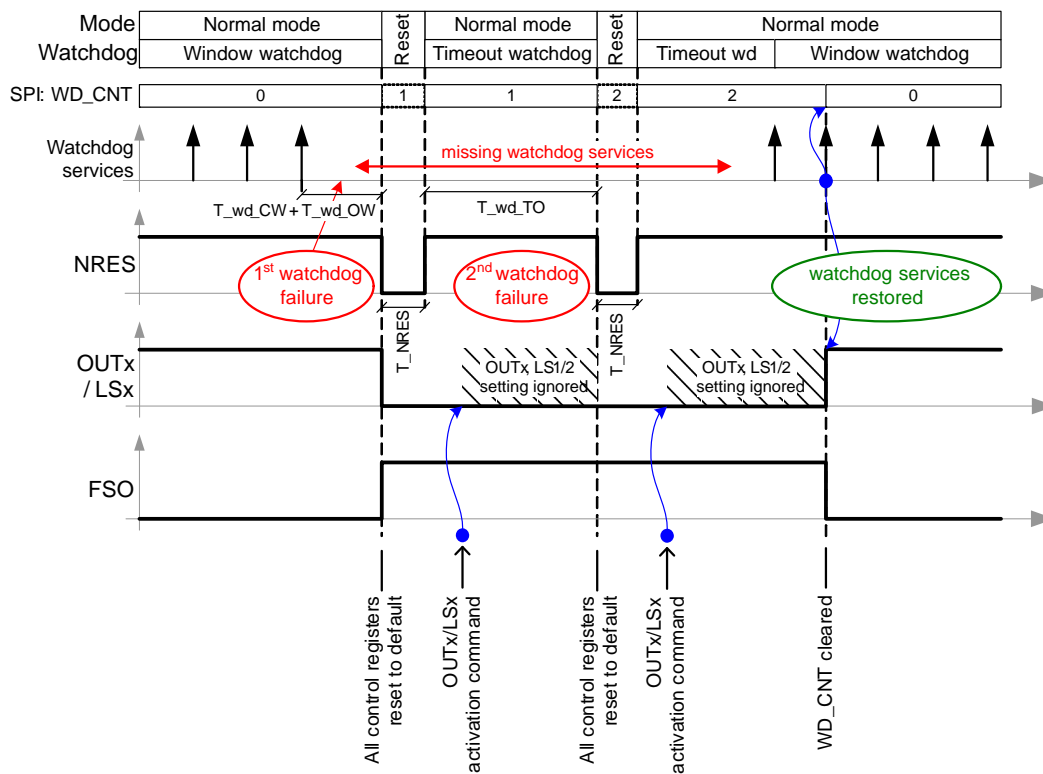 Mode
Normal mode
Reset
Normal mode
Reset
Normal mode
Watchdog
Window watchdog
Timeout watchdog
Timeout wd
Window watchdog
SPI: WD_CNT
0
1
1
2
2
0
Watchdog
services
missing watchdog services
T_wd_CW + T_wd_OW
T_wd_TO
NRES
1st watchdog
failure
2nd watchdog
failure
watchdog services
restored
T_NRES
T_NRES
OUTx
/ LSx
OUTx, LS1/2
setting ignored
OUTx, LS1/2
setting ignored
FSO
All control registers
reset to default
OUTx/LSx
activation command
All control registers
reset to default
OUTx/LSx
activation command
WD_CNT cleared